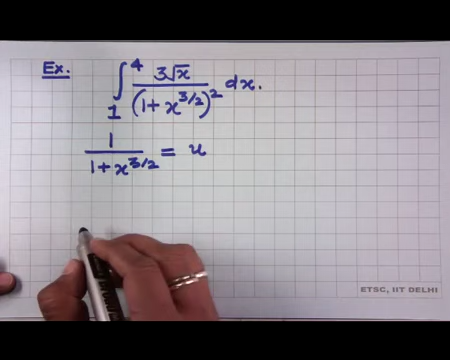 Ex. ∫₁⁴ 3√x / (1 + x^{3/2})² dx.
1 / (1 + x^{3/2}) = u
ETSC, IIT DELHI